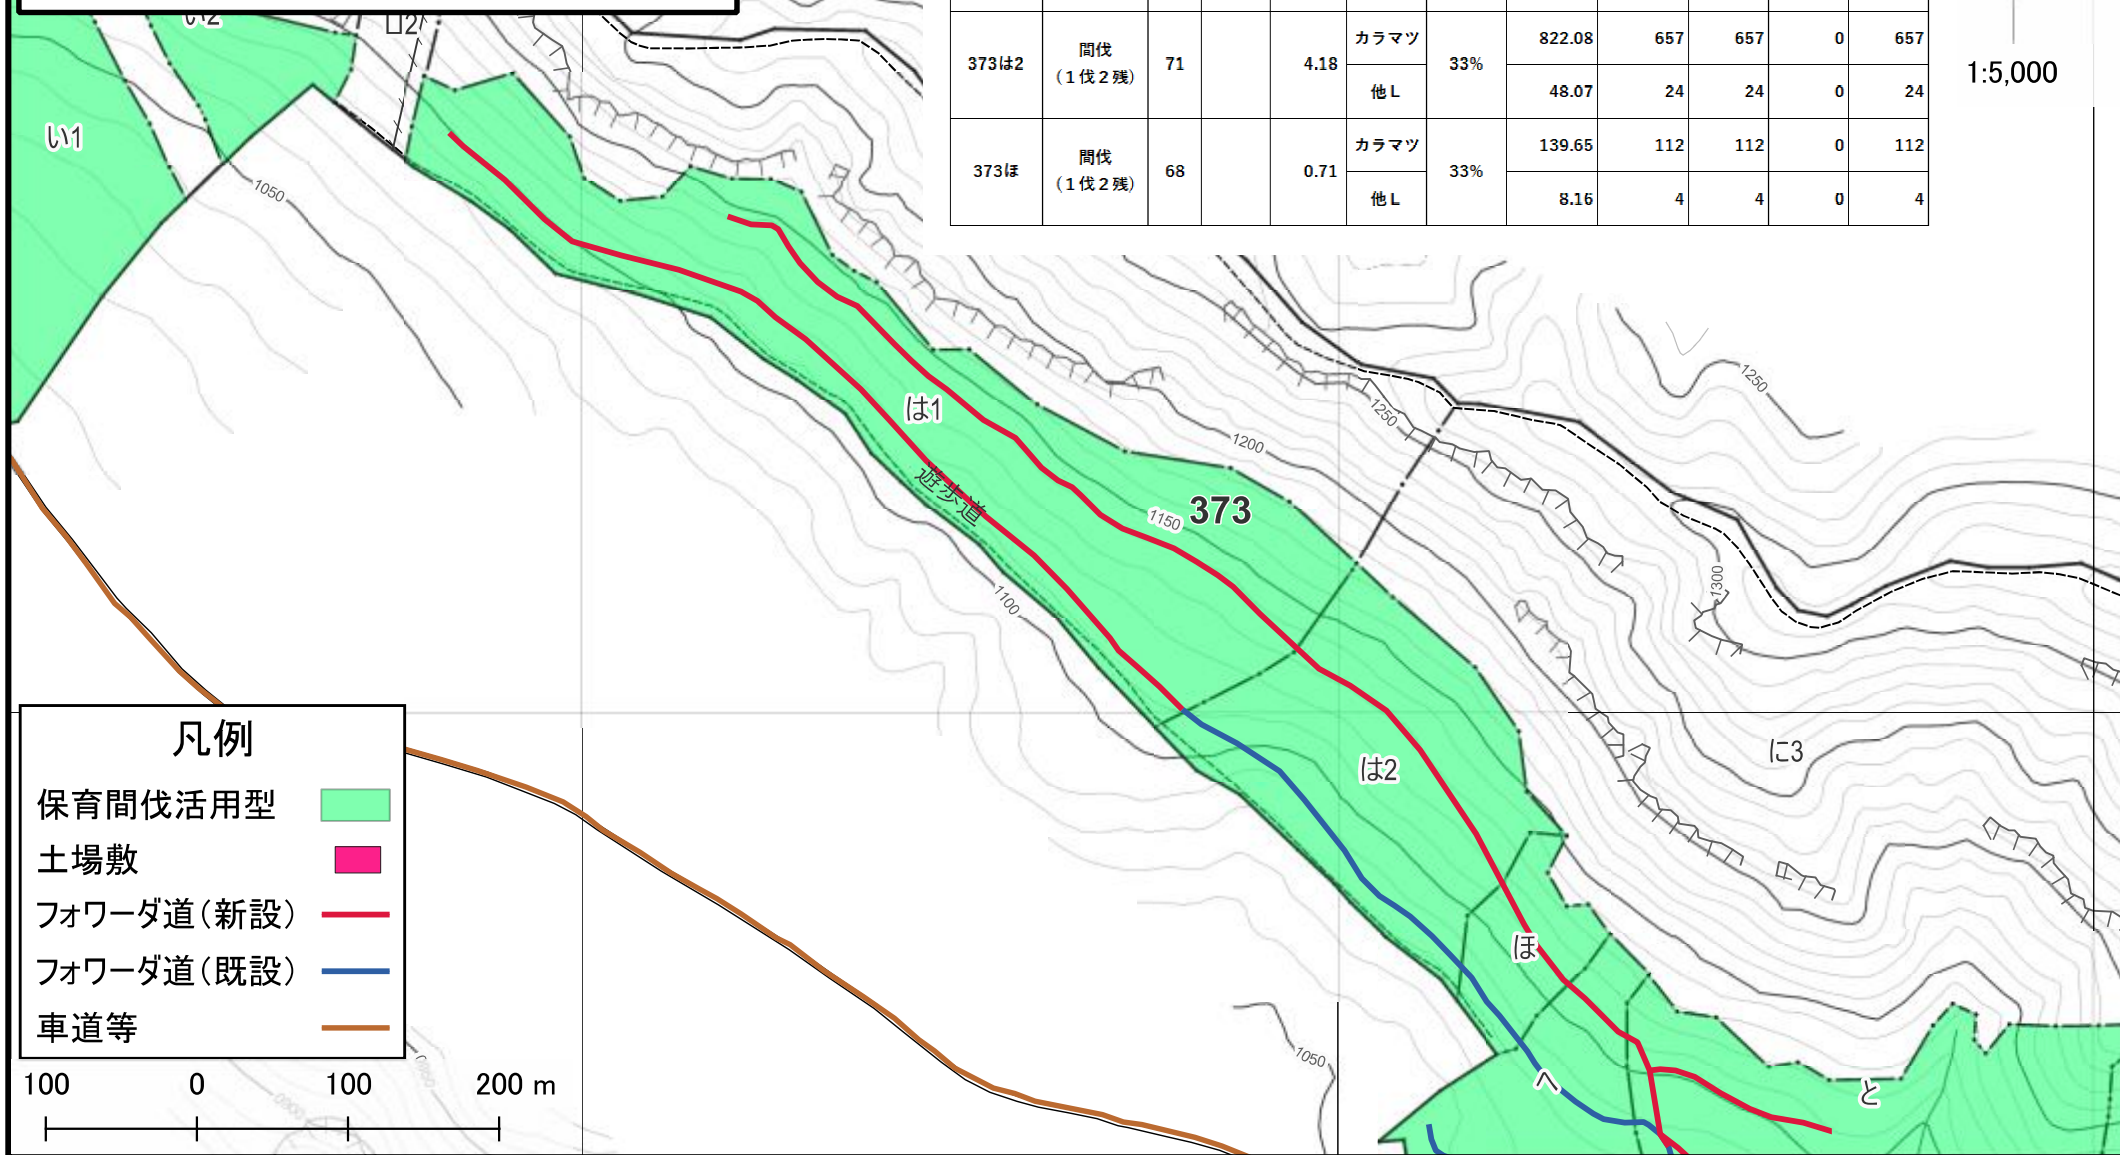 い2
ロ2
い1
1050
373は2 間伐（１伐２残） 71 4.18 カラマツ 33% 822.08 657 657 0 657
他Ｌ 48.07 24 24 0 24
373ほ 間伐（１伐２残） 68 0.71 カラマツ 33% 139.65 112 112 0 112
他Ｌ 8.16 4 4 0 4
1:5,000
1250
1250
1200
は1
遊歩道
1150
373
1100
1300
は2
に3
ほ
へ
と
1050
凡例
保育間伐活用型
土場敷
フォワーダ道（新設）
フォワーダ道（既設）
車道等
100 0 100 200 m